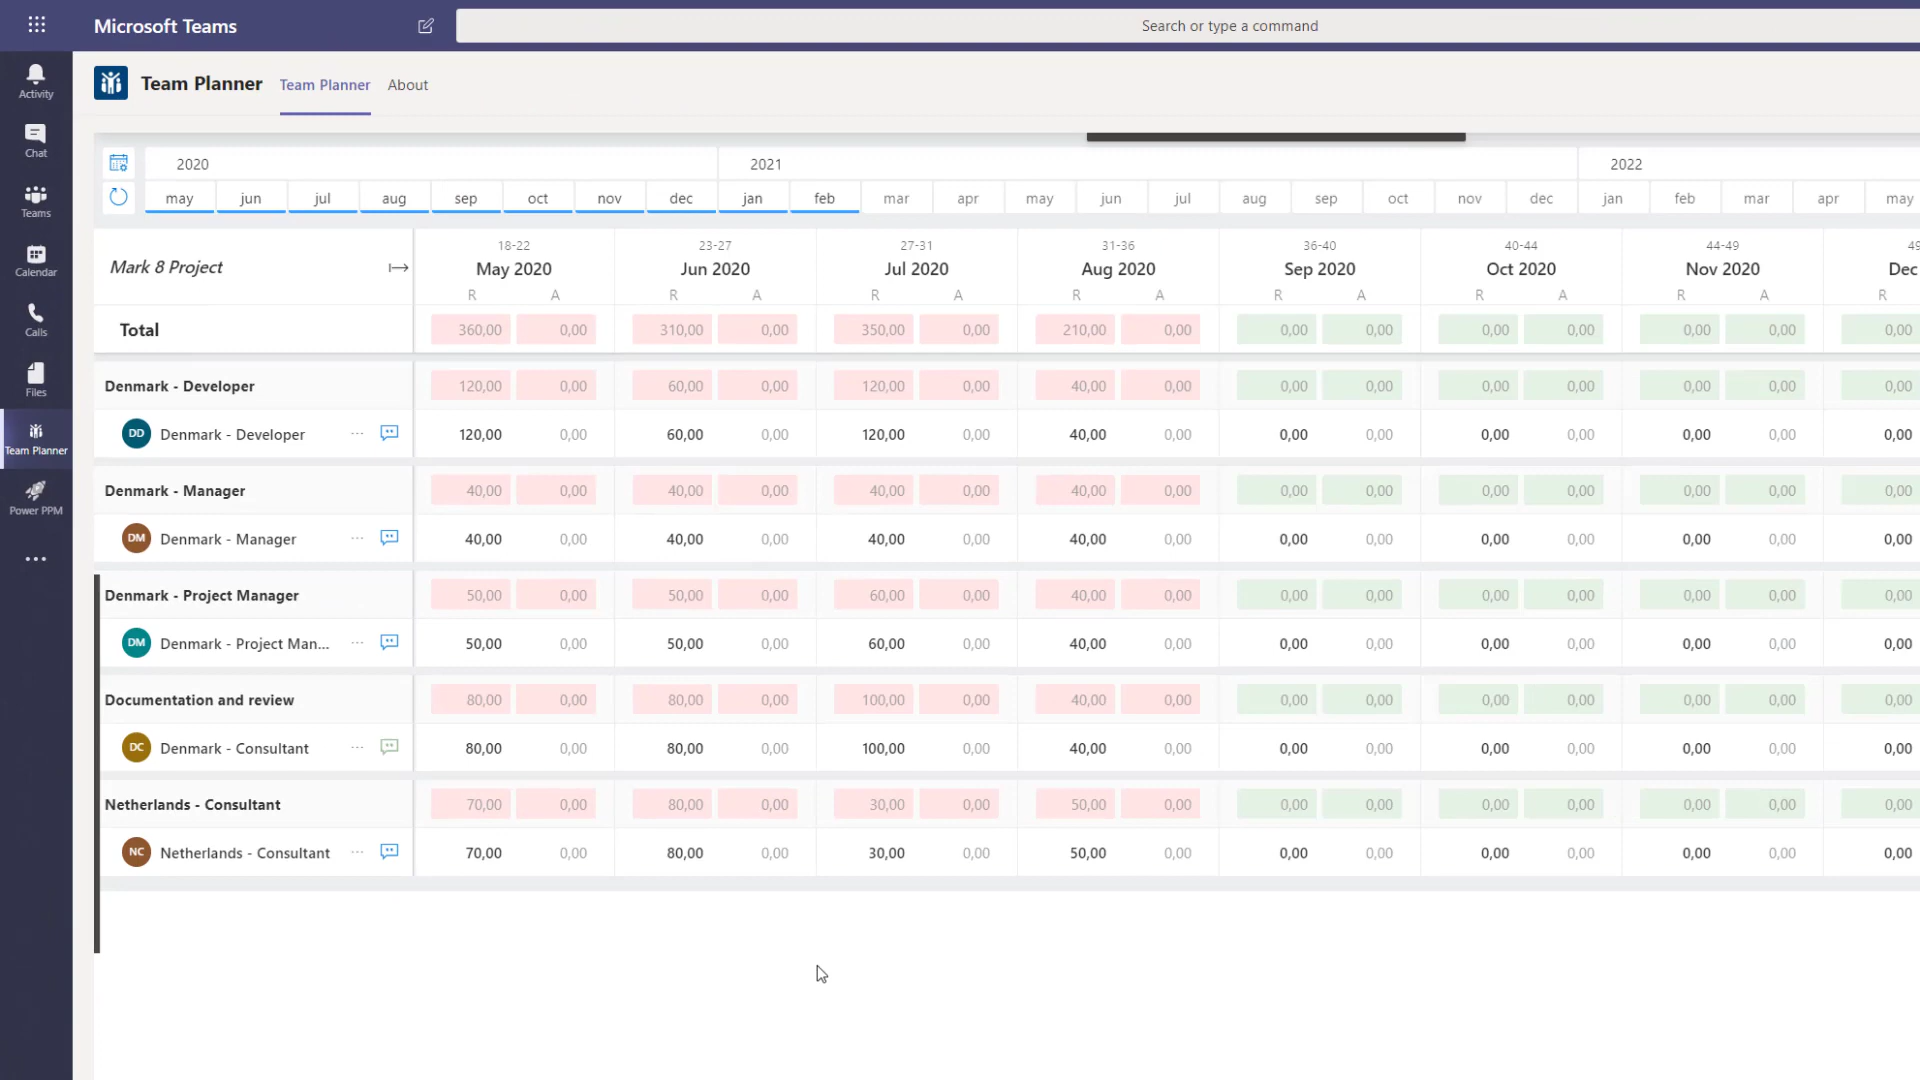 Microsoft Teams
Search or type a command
Activity
Chat
Teams
Calendar
Calls
Files
Team Planner
Power PPM
Team Planner Team Planner About
2020 2021 2022
may jun jul aug sep oct nov dec jan feb mar apr may jun jul aug sep oct nov dec jan feb mar apr may
18-22 23-27 27-31 31-36 36-40 40-44 44-49 49
Mark 8 Project May 2020 Jun 2020 Jul 2020 Aug 2020 Sep 2020 Oct 2020 Nov 2020 Dec
R A R A R A R A R A R A R A R
Total 360,00 0,00 310,00 0,00 350,00 0,00 210,00 0,00 0,00 0,00 0,00 0,00 0,00 0,00 0,00
Denmark - Developer 120,00 0,00 60,00 0,00 120,00 0,00 40,00 0,00 0,00 0,00 0,00 0,00 0,00 0,00 0,00
DD Denmark - Developer ... 120,00 0,00 60,00 0,00 120,00 0,00 40,00 0,00 0,00 0,00 0,00 0,00 0,00 0,00 0,00
Denmark - Manager 40,00 0,00 40,00 0,00 40,00 0,00 40,00 0,00 0,00 0,00 0,00 0,00 0,00 0,00 0,00
DM Denmark - Manager ... 40,00 0,00 40,00 0,00 40,00 0,00 40,00 0,00 0,00 0,00 0,00 0,00 0,00 0,00 0,00
Denmark - Project Manager 50,00 0,00 50,00 0,00 60,00 0,00 40,00 0,00 0,00 0,00 0,00 0,00 0,00 0,00 0,00
DM Denmark - Project Man... ... 50,00 0,00 50,00 0,00 60,00 0,00 40,00 0,00 0,00 0,00 0,00 0,00 0,00 0,00 0,00
Documentation and review 80,00 0,00 80,00 0,00 100,00 0,00 40,00 0,00 0,00 0,00 0,00 0,00 0,00 0,00 0,00
DC Denmark - Consultant ... 80,00 0,00 80,00 0,00 100,00 0,00 40,00 0,00 0,00 0,00 0,00 0,00 0,00 0,00 0,00
Netherlands - Consultant 70,00 0,00 80,00 0,00 30,00 0,00 50,00 0,00 0,00 0,00 0,00 0,00 0,00 0,00 0,00
NC Netherlands - Consultant ... 70,00 0,00 80,00 0,00 30,00 0,00 50,00 0,00 0,00 0,00 0,00 0,00 0,00 0,00 0,00